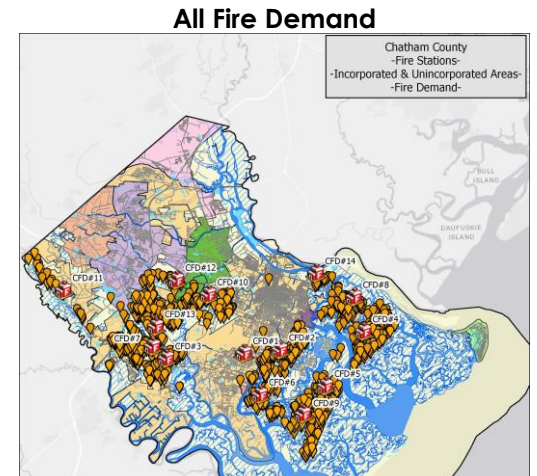 All Fire Demand
Chatham County
-Fire Stations-
-Incorporated & Unincorporated Areas-
-Fire Demand-
BULL
ISLAND
DAUFUSKIE
ISLAND
CFD#14
CFD#12
CFD#11
CFD#10
CFD#8
CFD#13
CFD#4
CFD#7
CFD#1
CFD#2
CFD#3
CFD#5
CFD#6
CFD#9